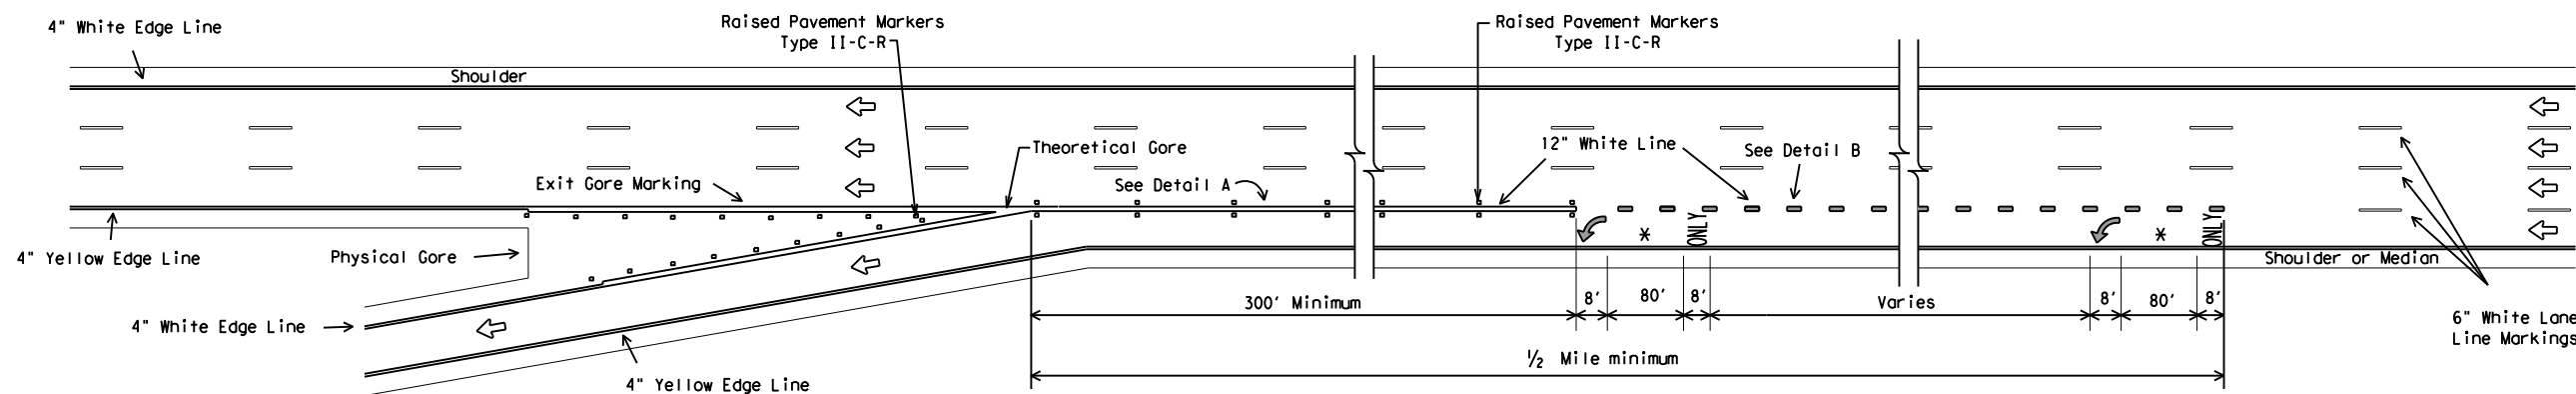 4" White Edge Line
Raised Pavement Markers
Type II-C-R
Raised Pavement Markers
Type II-C-R
Shoulder
Theoretical Gore
12" White Line
See Detail B
Exit Gore Marking
See Detail A
4" Yellow Edge Line
Physical Gore
*
ONLY
*
ONLY
Shoulder or Median
300' Minimum
8'
80'
8'
Varies
8'
80'
8'
4" White Edge Line
6" White Lane
Line Markings
½ Mile minimum
4" Yellow Edge Line